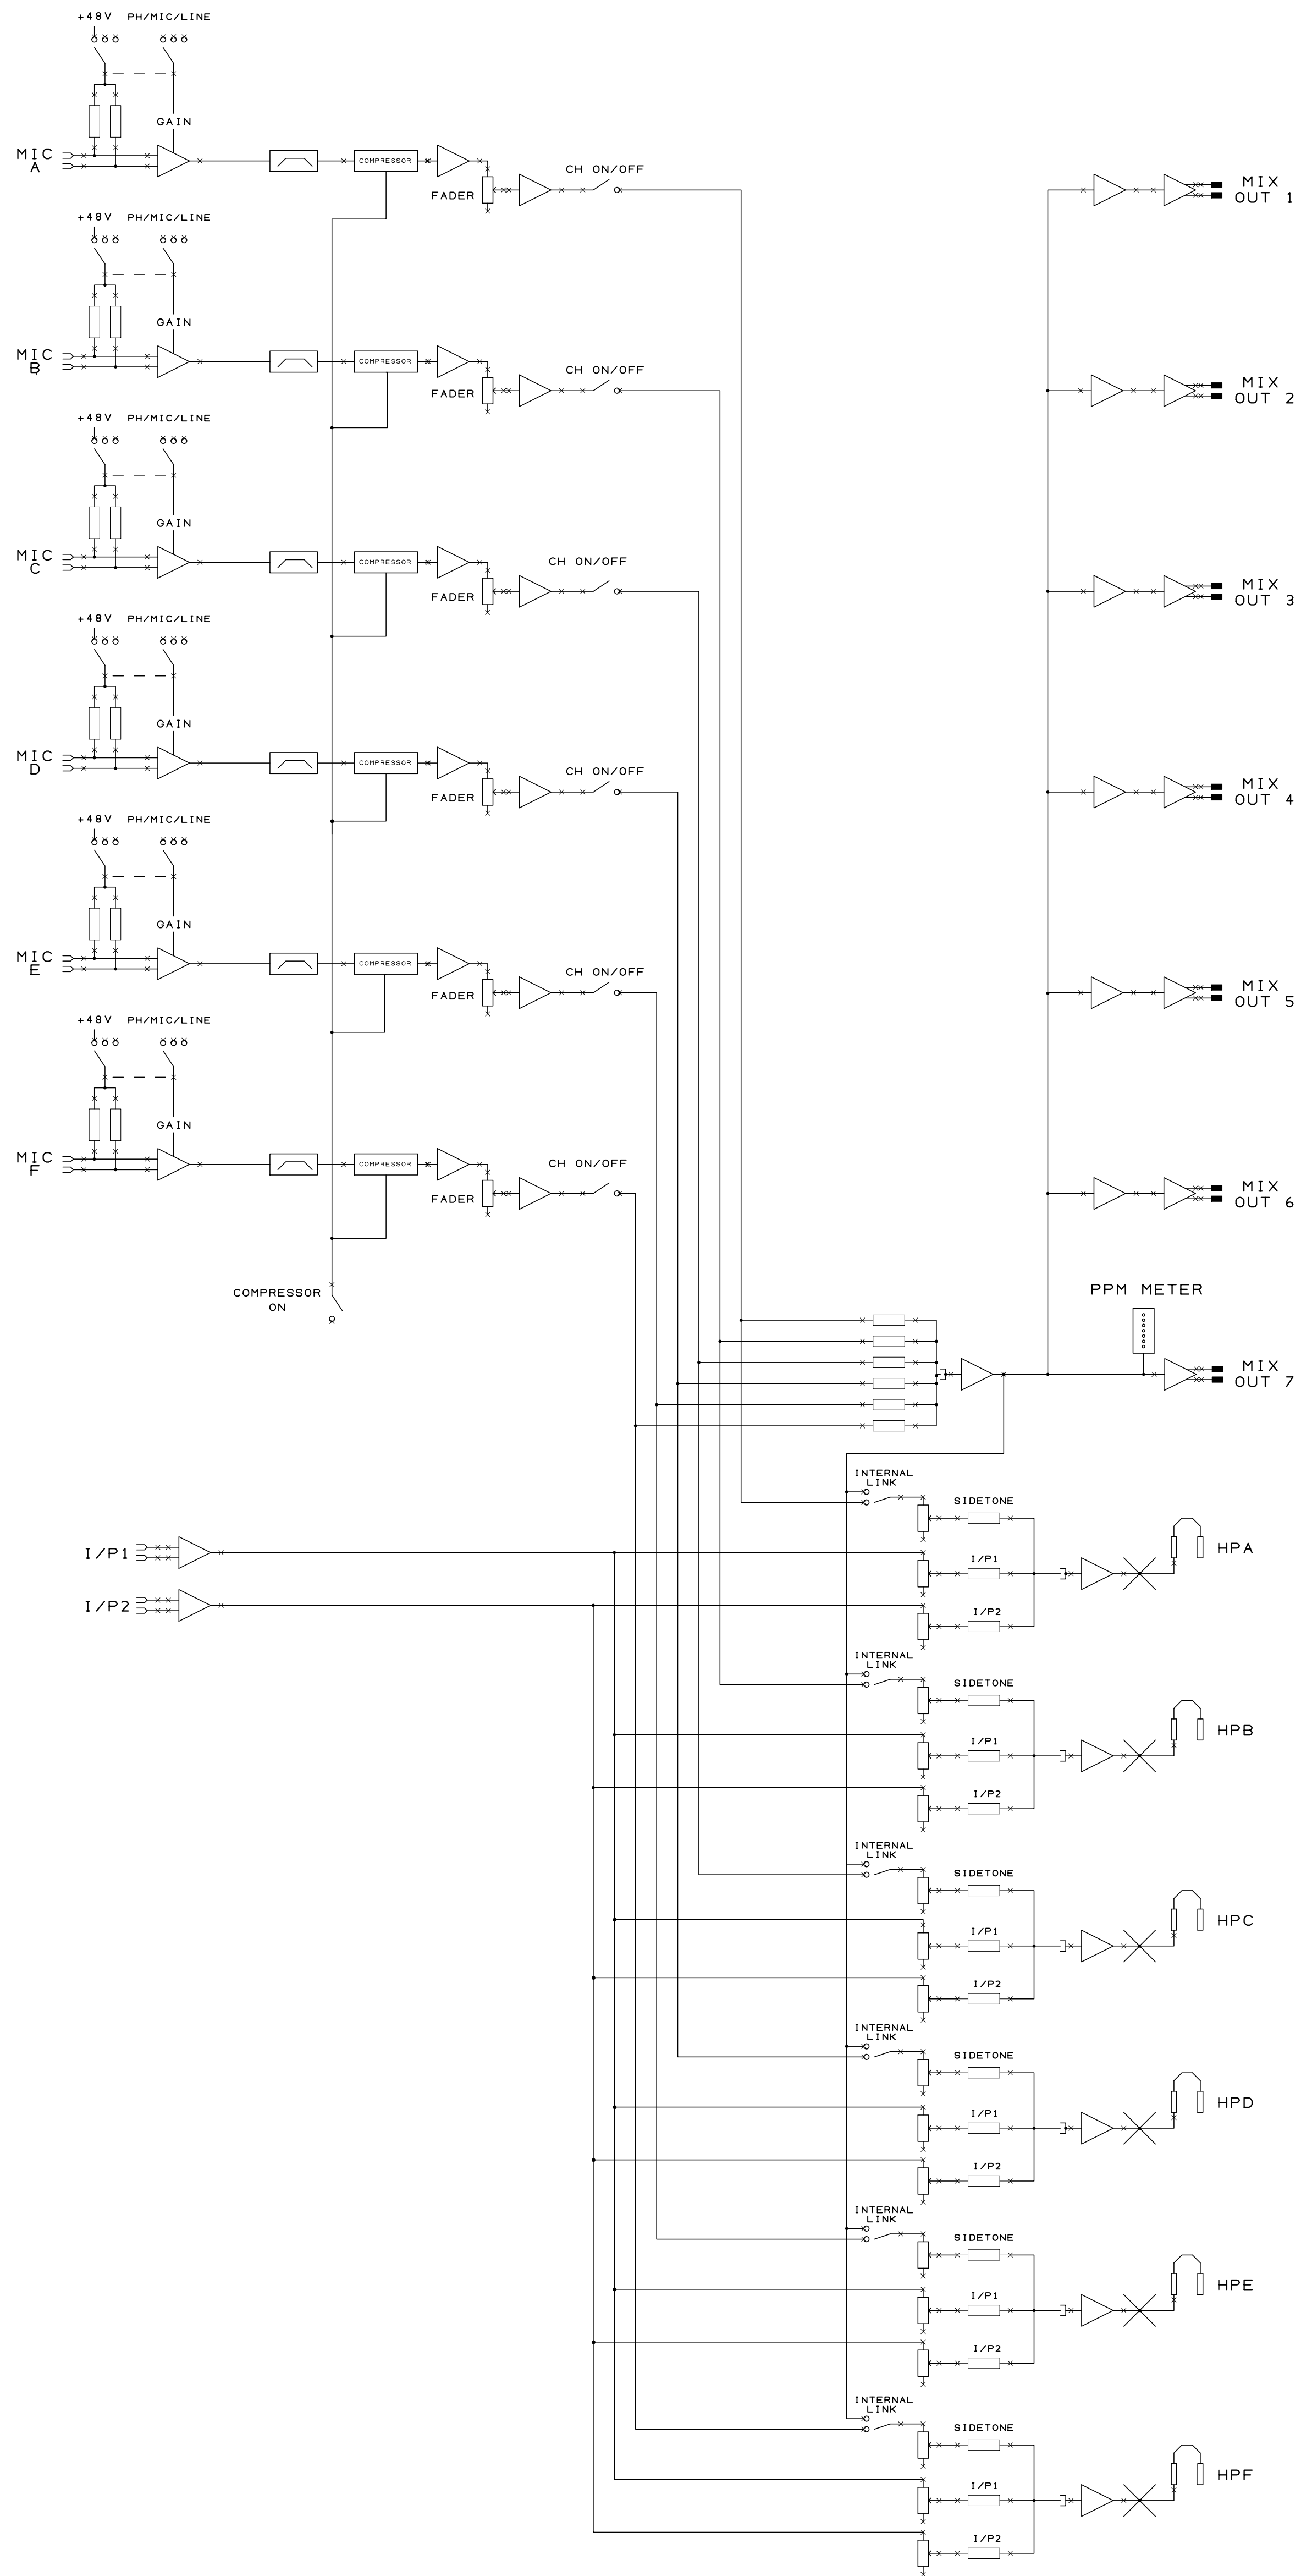 +48V PH/MIC/LINE
GAIN
MIC
A
COMPRESSOR
FADER
CH ON/OFF
MIX
OUT 1
+48V PH/MIC/LINE
GAIN
MIC
B
COMPRESSOR
FADER
CH ON/OFF
MIX
OUT 2
+48V PH/MIC/LINE
GAIN
MIC
C
COMPRESSOR
FADER
CH ON/OFF
MIX
OUT 3
+48V PH/MIC/LINE
GAIN
MIC
D
COMPRESSOR
FADER
CH ON/OFF
MIX
OUT 4
+48V PH/MIC/LINE
GAIN
MIC
E
COMPRESSOR
FADER
CH ON/OFF
MIX
OUT 5
+48V PH/MIC/LINE
GAIN
MIC
F
COMPRESSOR
FADER
CH ON/OFF
MIX
OUT 6
COMPRESSOR
ON
PPM METER
MIX
OUT 7
I/P1
I/P2
INTERNAL
LINK
SIDETONE
I/P1
I/P2
HPA
INTERNAL
LINK
SIDETONE
I/P1
I/P2
HPB
INTERNAL
LINK
SIDETONE
I/P1
I/P2
HPC
INTERNAL
LINK
SIDETONE
I/P1
I/P2
HPD
INTERNAL
LINK
SIDETONE
I/P1
I/P2
HPE
INTERNAL
LINK
SIDETONE
I/P1
I/P2
HPF